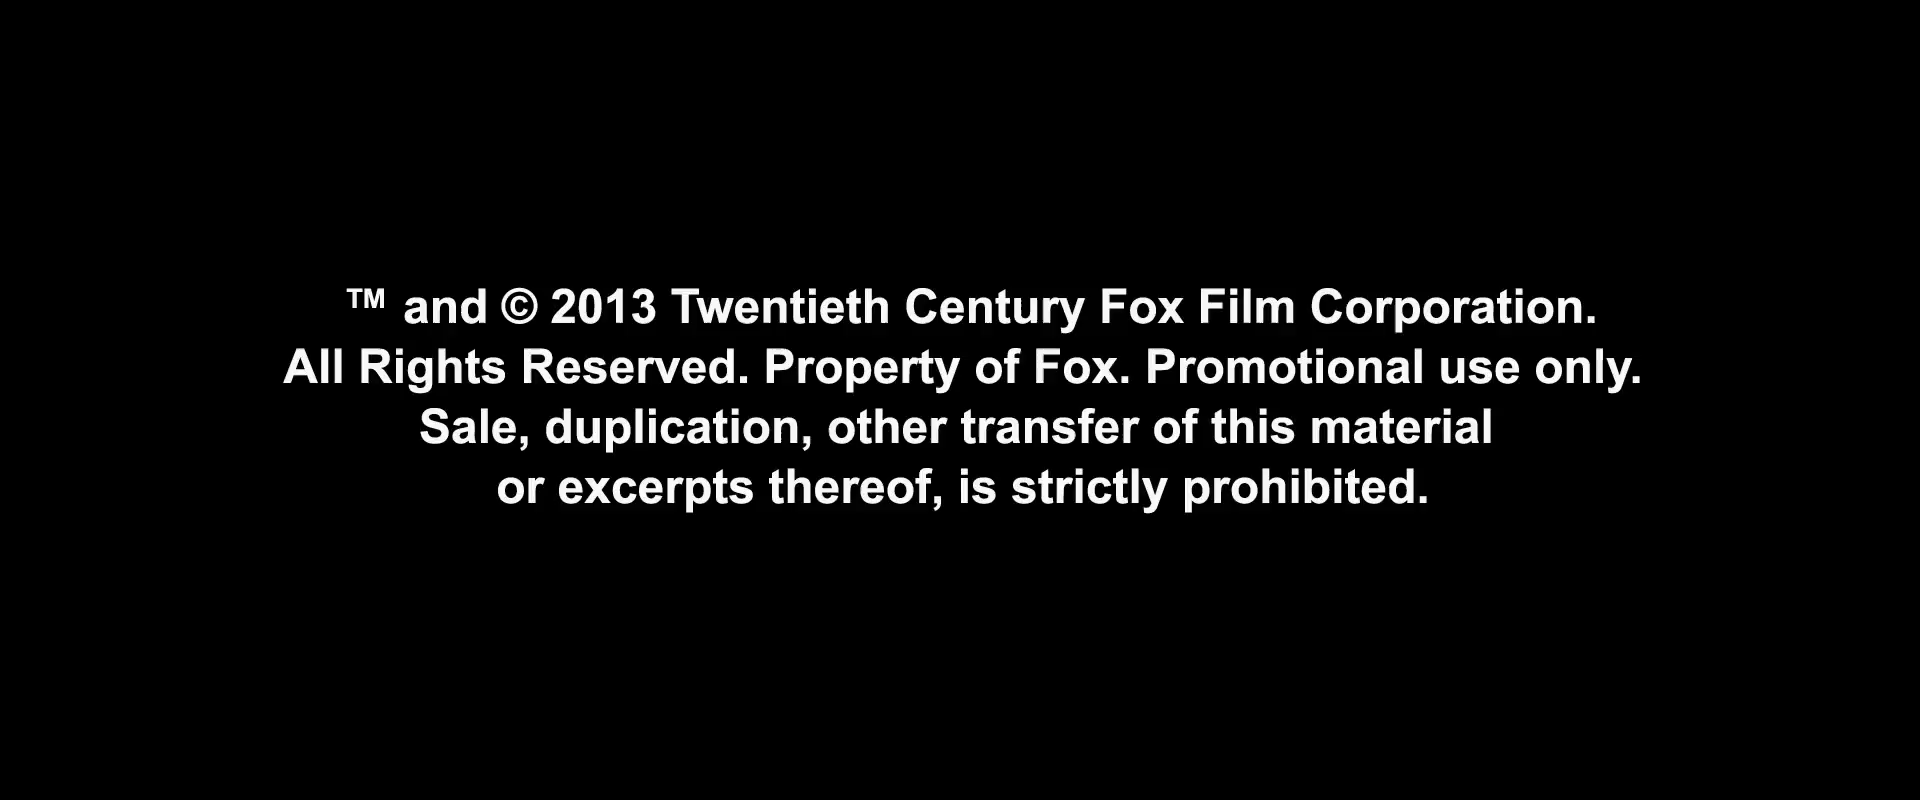 ™ and © 2013 Twentieth Century Fox Film Corporation.
All Rights Reserved. Property of Fox. Promotional use only.
Sale, duplication, other transfer of this material
or excerpts thereof, is strictly prohibited.